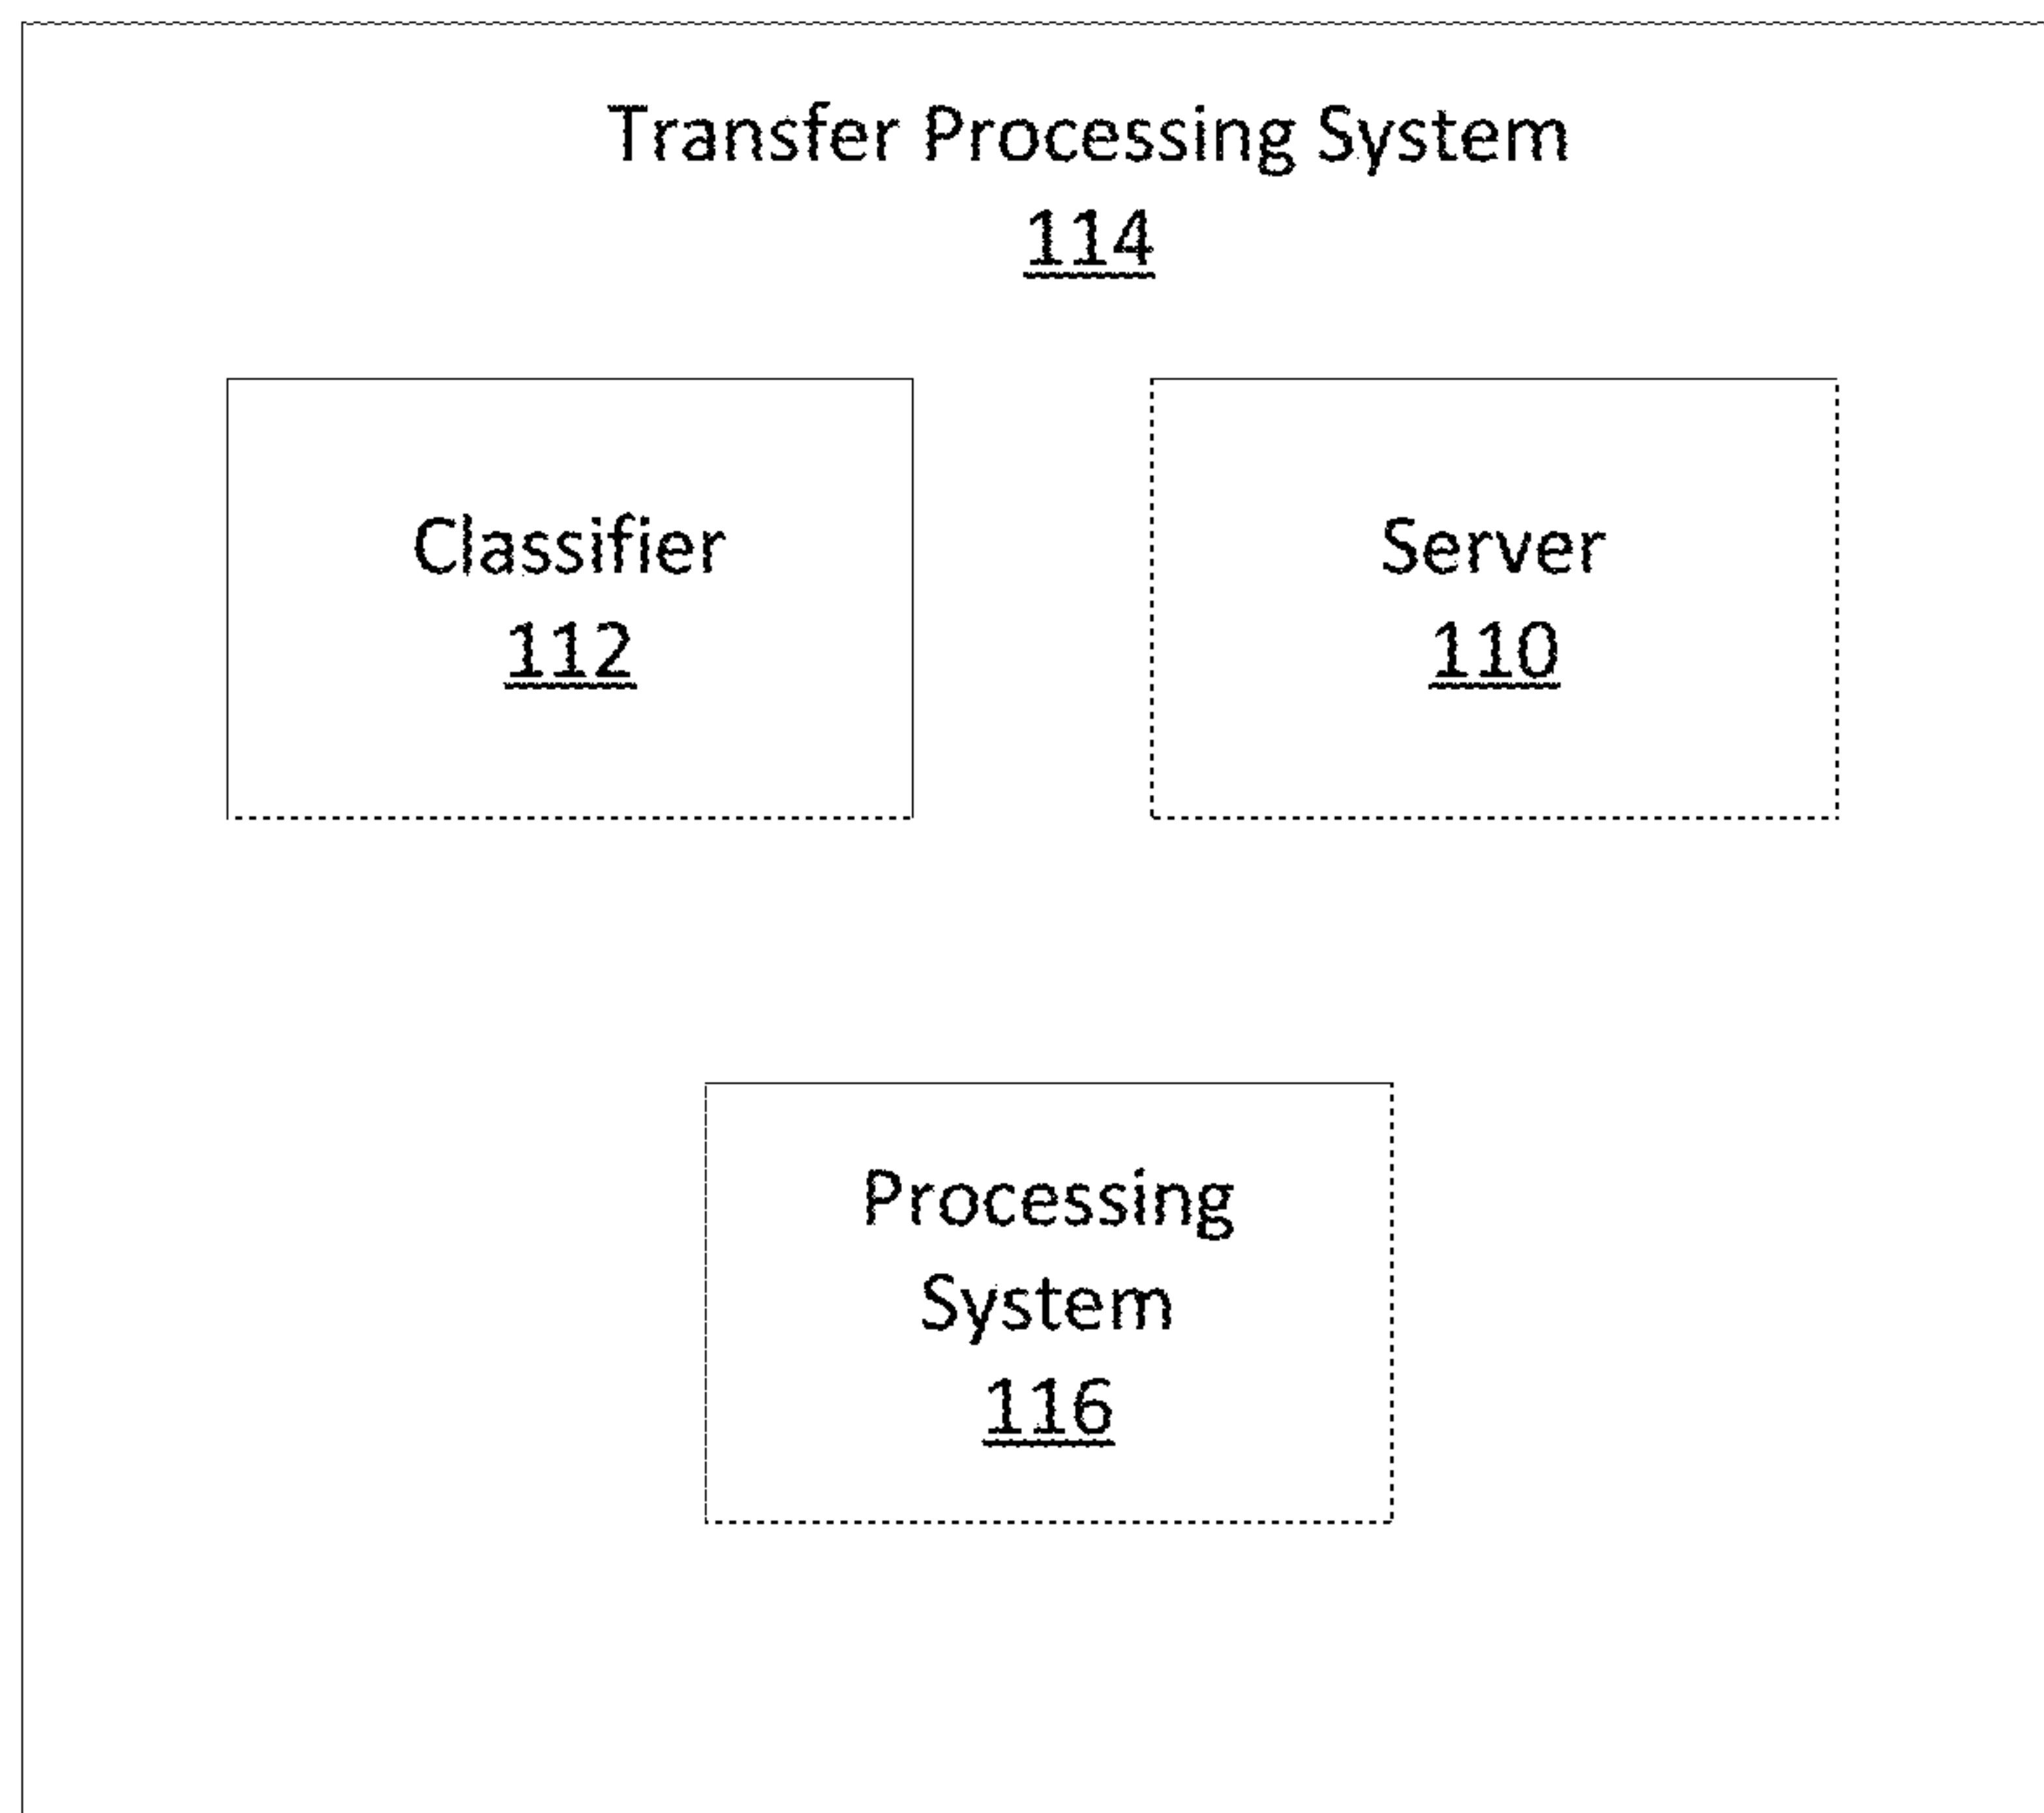 Transfer Processing System
114
Classifier
112
Server
110
Processing
System
116